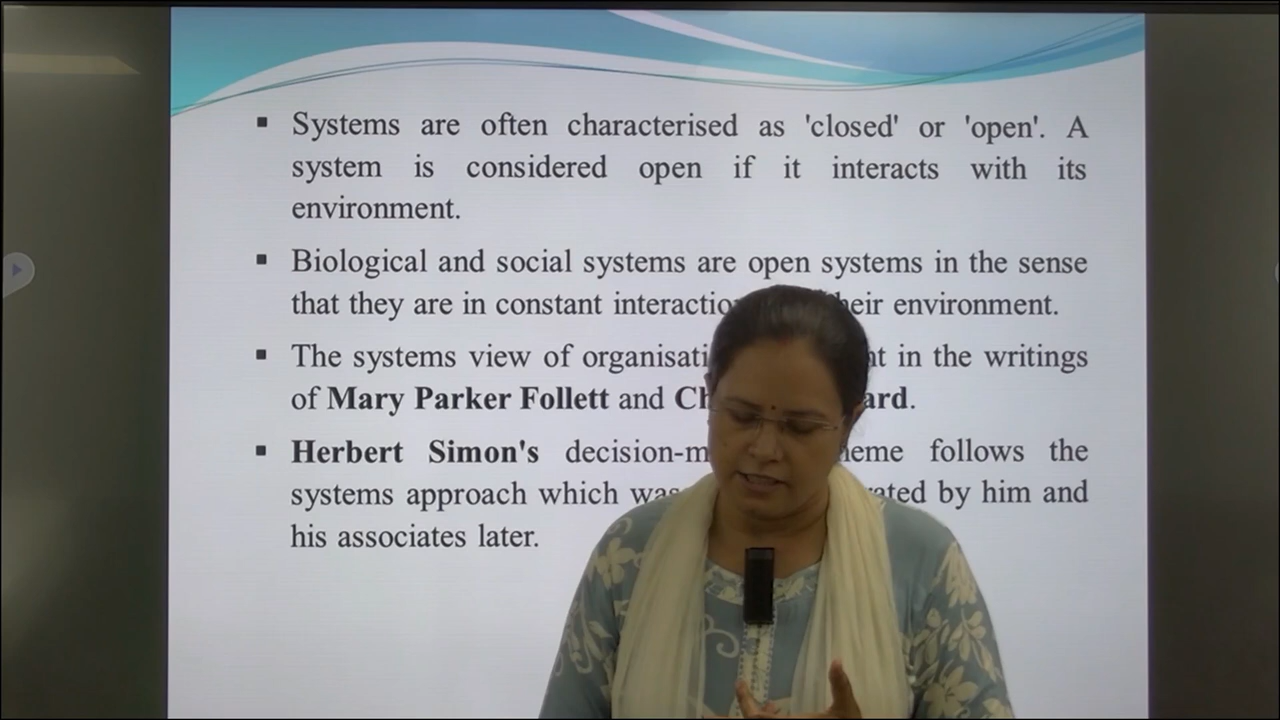 ▪ Systems are often characterised as 'closed' or 'open'. A
system is considered open if it interacts with its
environment.
▪ Biological and social systems are open systems in the sense
that they are in constant their environment.
▪ The systems view of in the writings
of Mary Parker Follett and
▪ Herbert Simon's follows the
systems approach which by him and
his associates later.